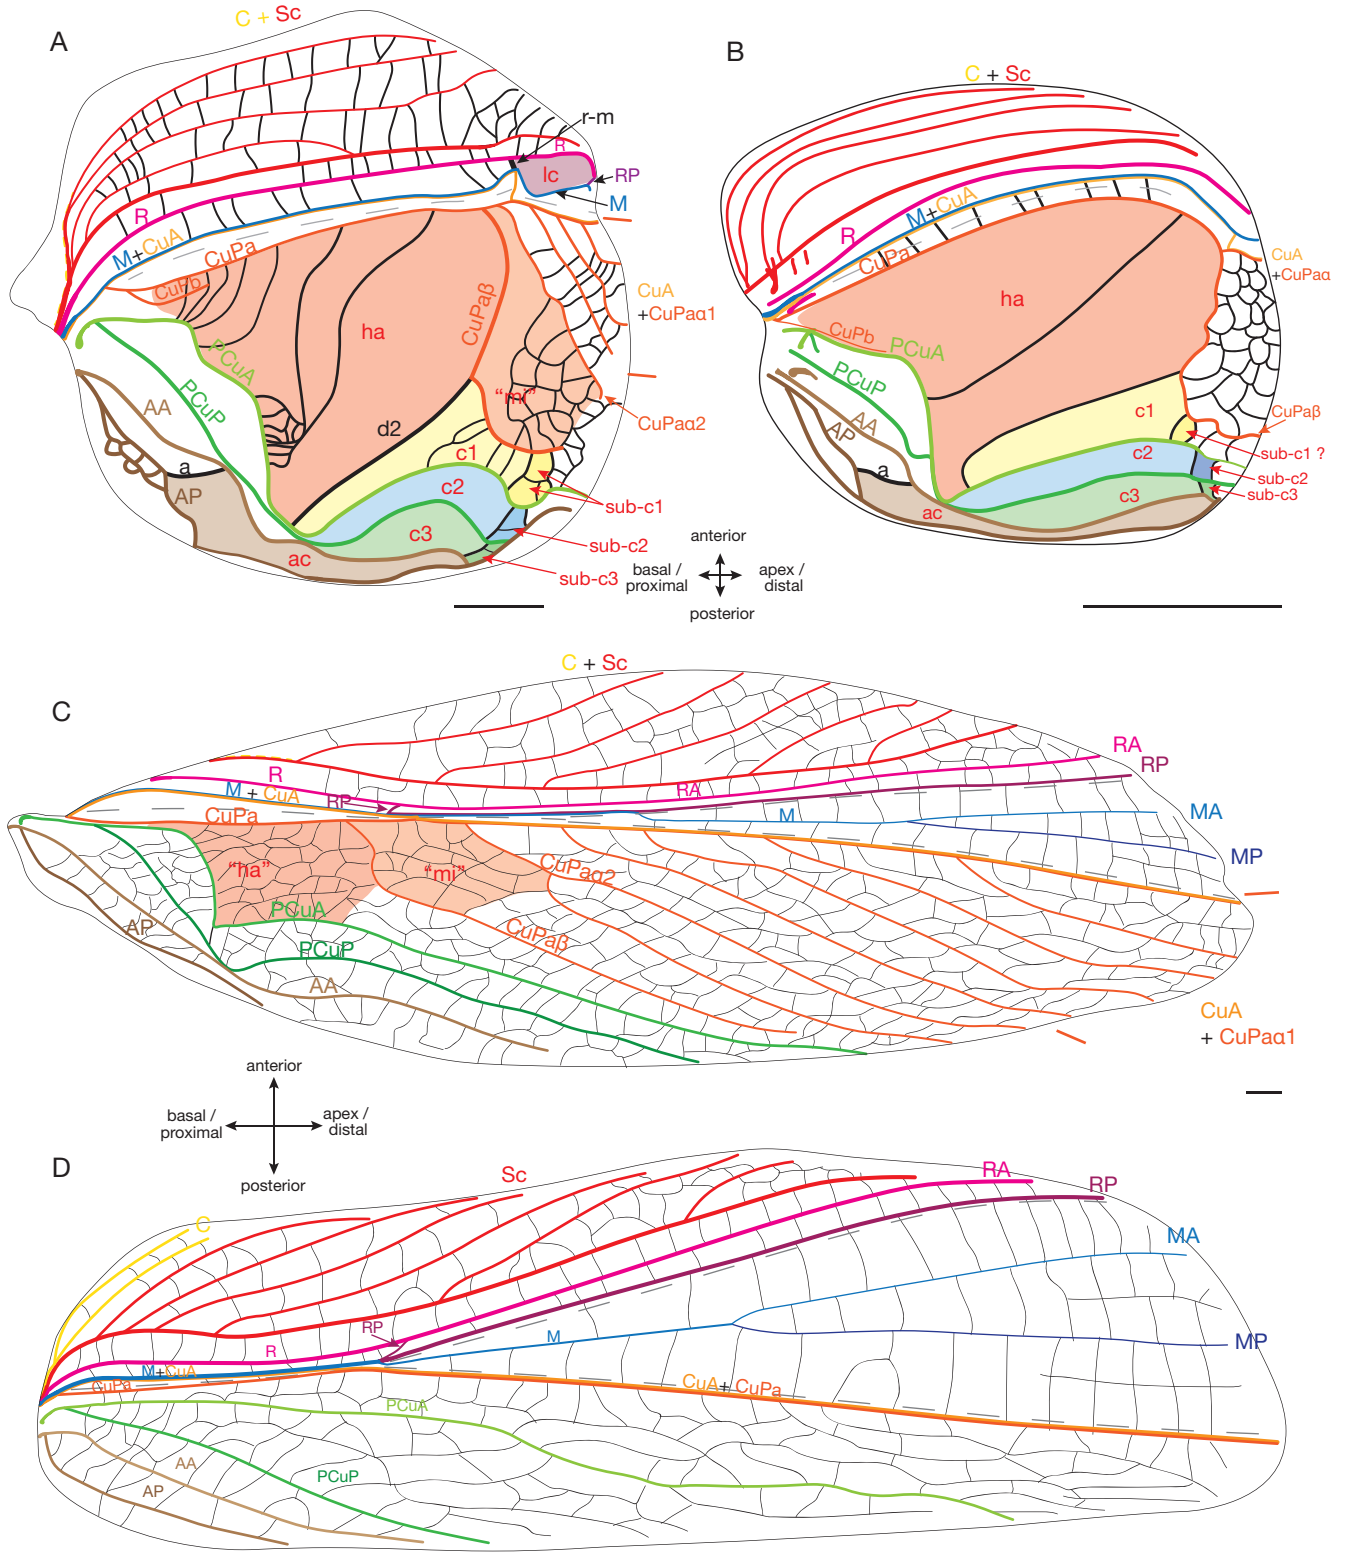 A
C + Sc
r-m
R
lc
RP
M
R
M+CuA
CuPa
CuPb
CuPaβ
ha
CuA
+CuPaα1
PCuA
PCuP
AA
"mi"
CuPaα2
d2
c1
a
AP
c2
sub-c1
c3
sub-c2
ac
sub-c3
B
C + Sc
M+CuA
R
CuPa
CuA
+CuPaα
ha
CuPb
PCuA
PCuP
AA
AP
c1
CuPaβ
a
c2
sub-c1 ?
sub-c2
c3
sub-c3
ac
anterior
basal /
proximal
apex /
distal
posterior
C
C + Sc
R
RA
RP
M + CuA
RP
RA
CuPa
M
MA
MP
"ha"
"mi"
CuPaα2
PCuA
CuPaβ
AP
PCuP
AA
CuA
+ CuPaα1
anterior
basal /
proximal
apex /
distal
posterior
D
Sc
RA
RP
C
MA
RP
R
M
MP
M+CuA
CuPa
CuA+ CuPa
PCuA
AA
PCuP
AP